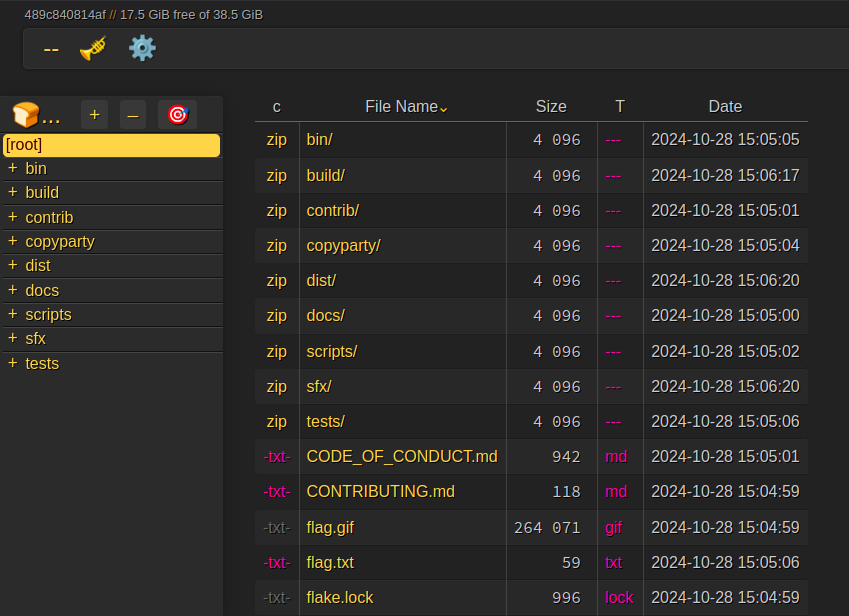 489c840814af // 17.5 GiB free of 38.5 GiB
--
... + –
[root]
+ bin
+ build
+ contrib
+ copyparty
+ dist
+ docs
+ scripts
+ sfx
+ tests
c File Name Size T Date
zip bin/ 4 096 --- 2024-10-28 15:05:05
zip build/ 4 096 --- 2024-10-28 15:06:17
zip contrib/ 4 096 --- 2024-10-28 15:05:01
zip copyparty/ 4 096 --- 2024-10-28 15:05:04
zip dist/ 4 096 --- 2024-10-28 15:06:20
zip docs/ 4 096 --- 2024-10-28 15:05:00
zip scripts/ 4 096 --- 2024-10-28 15:05:02
zip sfx/ 4 096 --- 2024-10-28 15:06:20
zip tests/ 4 096 --- 2024-10-28 15:05:06
-txt- CODE_OF_CONDUCT.md 942 md 2024-10-28 15:05:01
-txt- CONTRIBUTING.md 118 md 2024-10-28 15:04:59
-txt- flag.gif 264 071 gif 2024-10-28 15:04:59
-txt- flag.txt 59 txt 2024-10-28 15:05:06
-txt- flake.lock 996 lock 2024-10-28 15:04:59